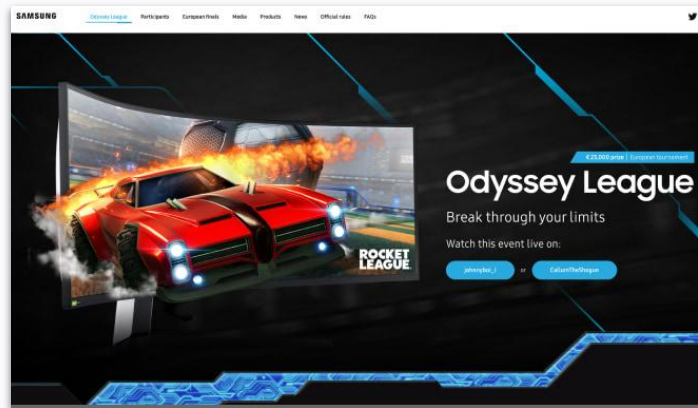 SAMSUNG
Odyssey League Participants European finals Media Products News Official rules FAQs
€ 25,000 prize | European tournament
Odyssey League
Break through your limits
Watch this event live on:
johnnyboi_i or CallumTheShogun
ROCKET
LEAGUE